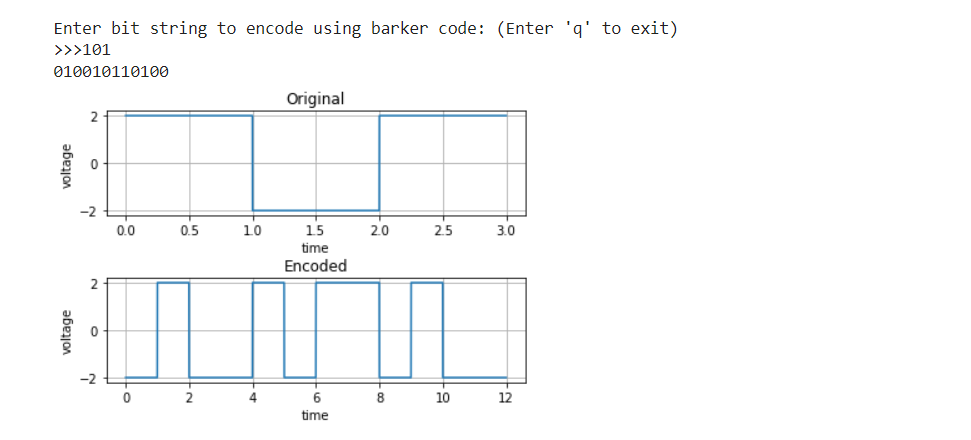 Enter bit string to encode using barker code: (Enter 'q' to exit)
>>>101
010010110100
Original
2
0
−2
voltage
0.0 0.5 1.0 1.5 2.0 2.5 3.0
time
Encoded
2
0
−2
voltage
0 2 4 6 8 10 12
time